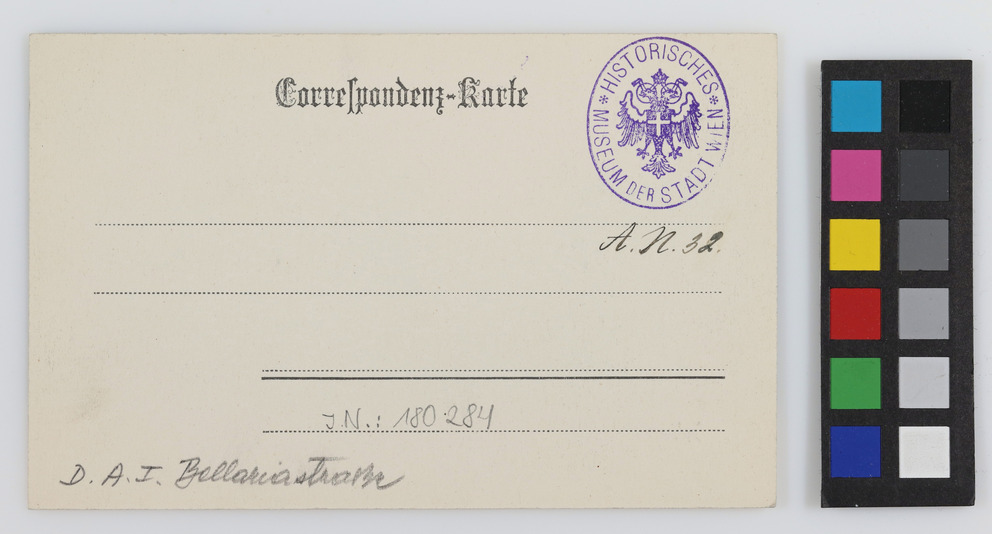 Correspondenz-Karte
* HISTORISCHES * MUSEUM DER STADT WIEN
A. N. 32.
J.N.: 180.284
D. A. I. Bellariastraße